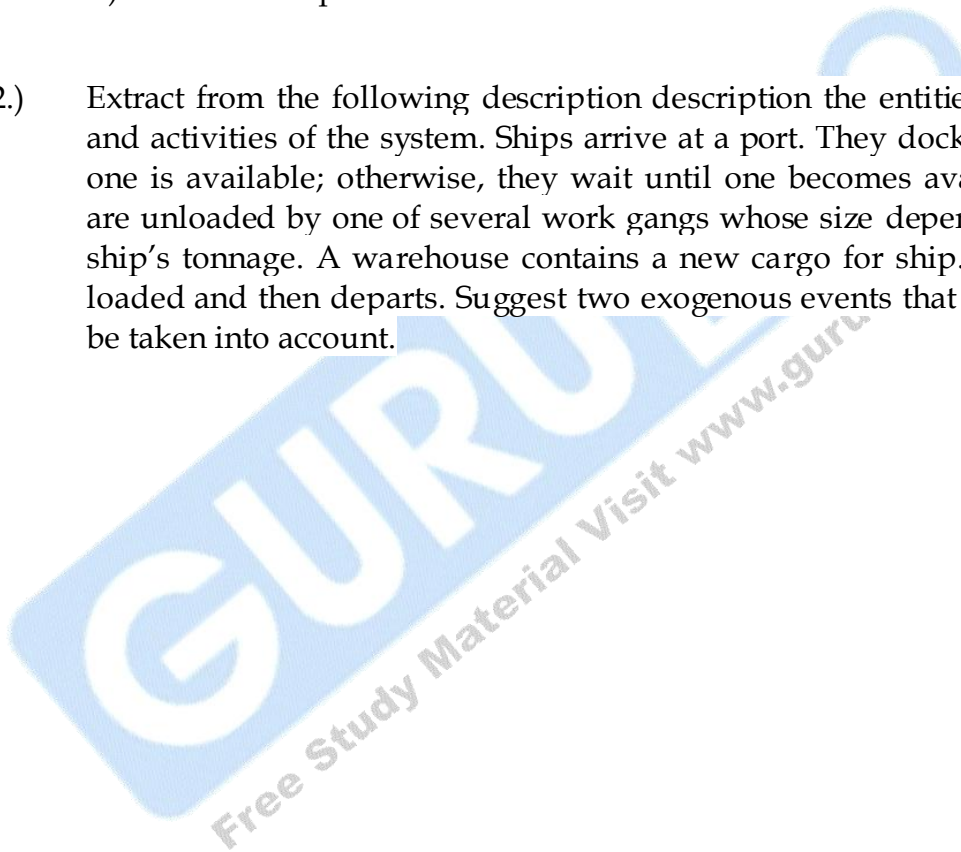 2.) Extract from the following description description the entitie
and activities of the system. Ships arrive at a port. They dock
one is available; otherwise, they wait until one becomes ava
are unloaded by one of several work gangs whose size deper
ship’s tonnage. A warehouse contains a new cargo for ship.
loaded and then departs. Suggest two exogenous events that
be taken into account.
GURU
Free Study Material Visit www.guru